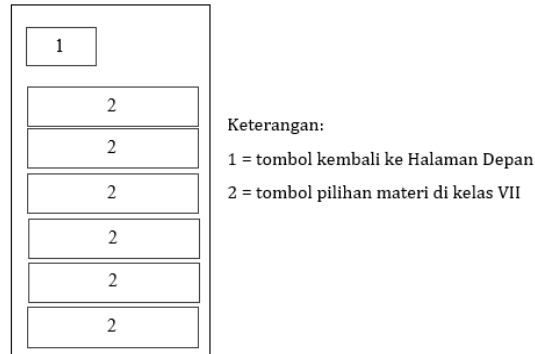 1
2
2
2
2
2
2
Keterangan:
1 = tombol kembali ke Halaman Depan
2 = tombol pilihan materi di kelas VII